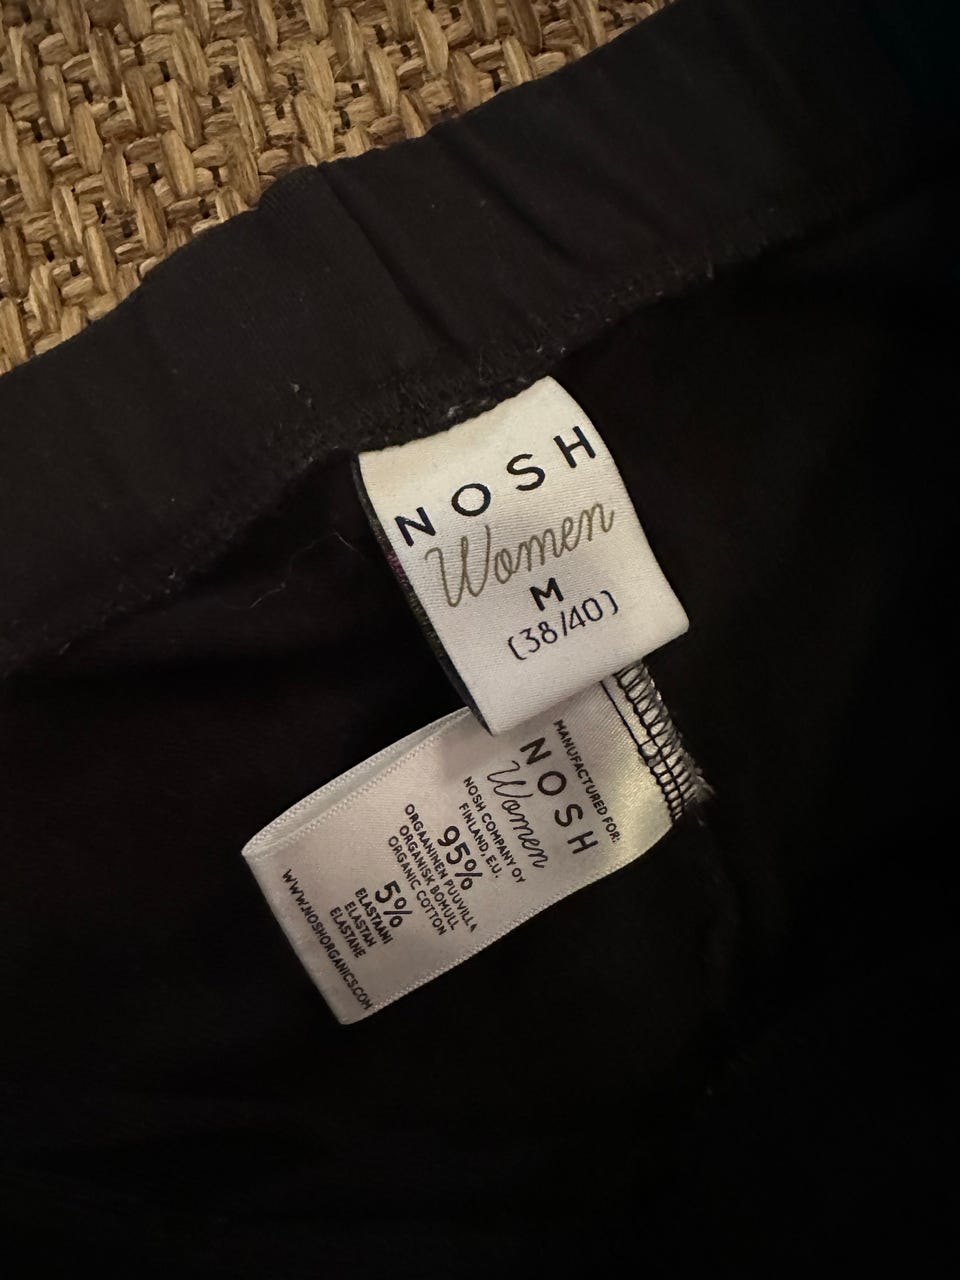 NOSH
Women
M
(38/40)
MANUFACTURED FOR:
NOSH
Women
NOSH COMPANY OY
FINLAND, E.U.
95%
ORGAANINEN PUUVILLA
ORGANISK BOMULL
ORGANIC COTTON
5%
ELASTAANI
ELASTAN
ELASTANE
WWW.NOSHORGANICS.COM